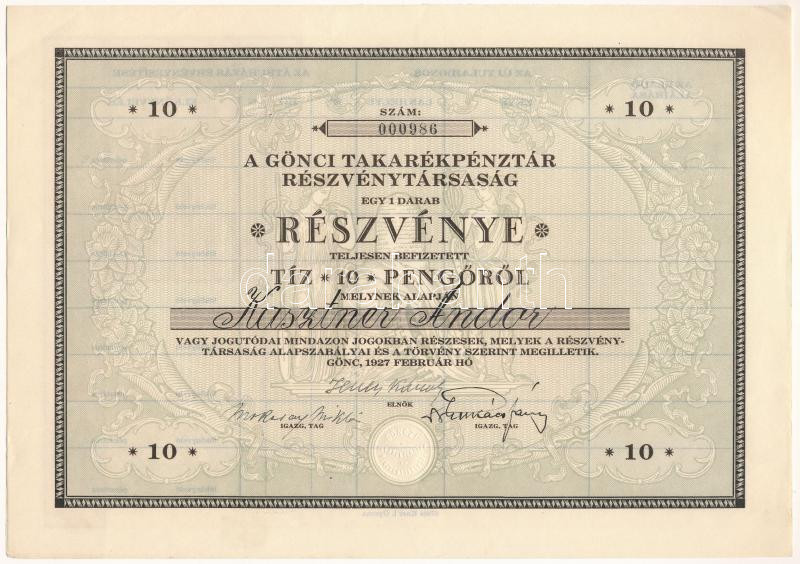 * 10 *
* 10 *
SZÁM:
000986
A GÖNCI TAKARÉKPÉNZTÁR
RÉSZVÉNYTÁRSASÁG
EGY 1 DARAB
RÉSZVÉNYE
TELJESEN BEFIZETETT
TÍZ * 10 * PENGŐRŐL
MELYNEK ALAPJÁN
Kasztner Andor
VAGY JOGUTÓDAI MINDAZON JOGOKBAN RÉSZESEK, MELYEK A RÉSZVÉNY-
TÁRSASÁG ALAPSZABÁLYAI ÉS A TÖRVÉNY SZERINT MEGILLETIK.
GÖNC, 1927 FEBRUÁR HÓ
ELNÖK
IGAZG. TAG
IGAZG. TAG
* 10 *
* 10 *